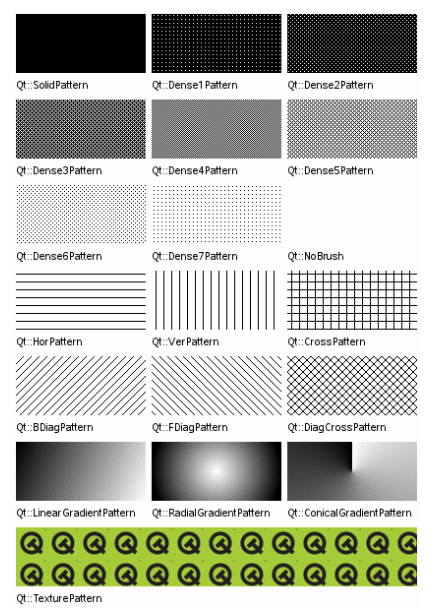 Qt::SolidPattern Qt::Dense1Pattern Qt::Dense2Pattern
Qt::Dense3Pattern Qt::Dense4Pattern Qt::Dense5Pattern
Qt::Dense6Pattern Qt::Dense7Pattern Qt::NoBrush
Qt::HorPattern Qt::VerPattern Qt::CrossPattern
Qt::BDiagPattern Qt::FDiagPattern Qt::DiagCrossPattern
Qt::LinearGradientPattern Qt::RadialGradientPattern Qt::ConicalGradientPattern
Qt::TexturePattern